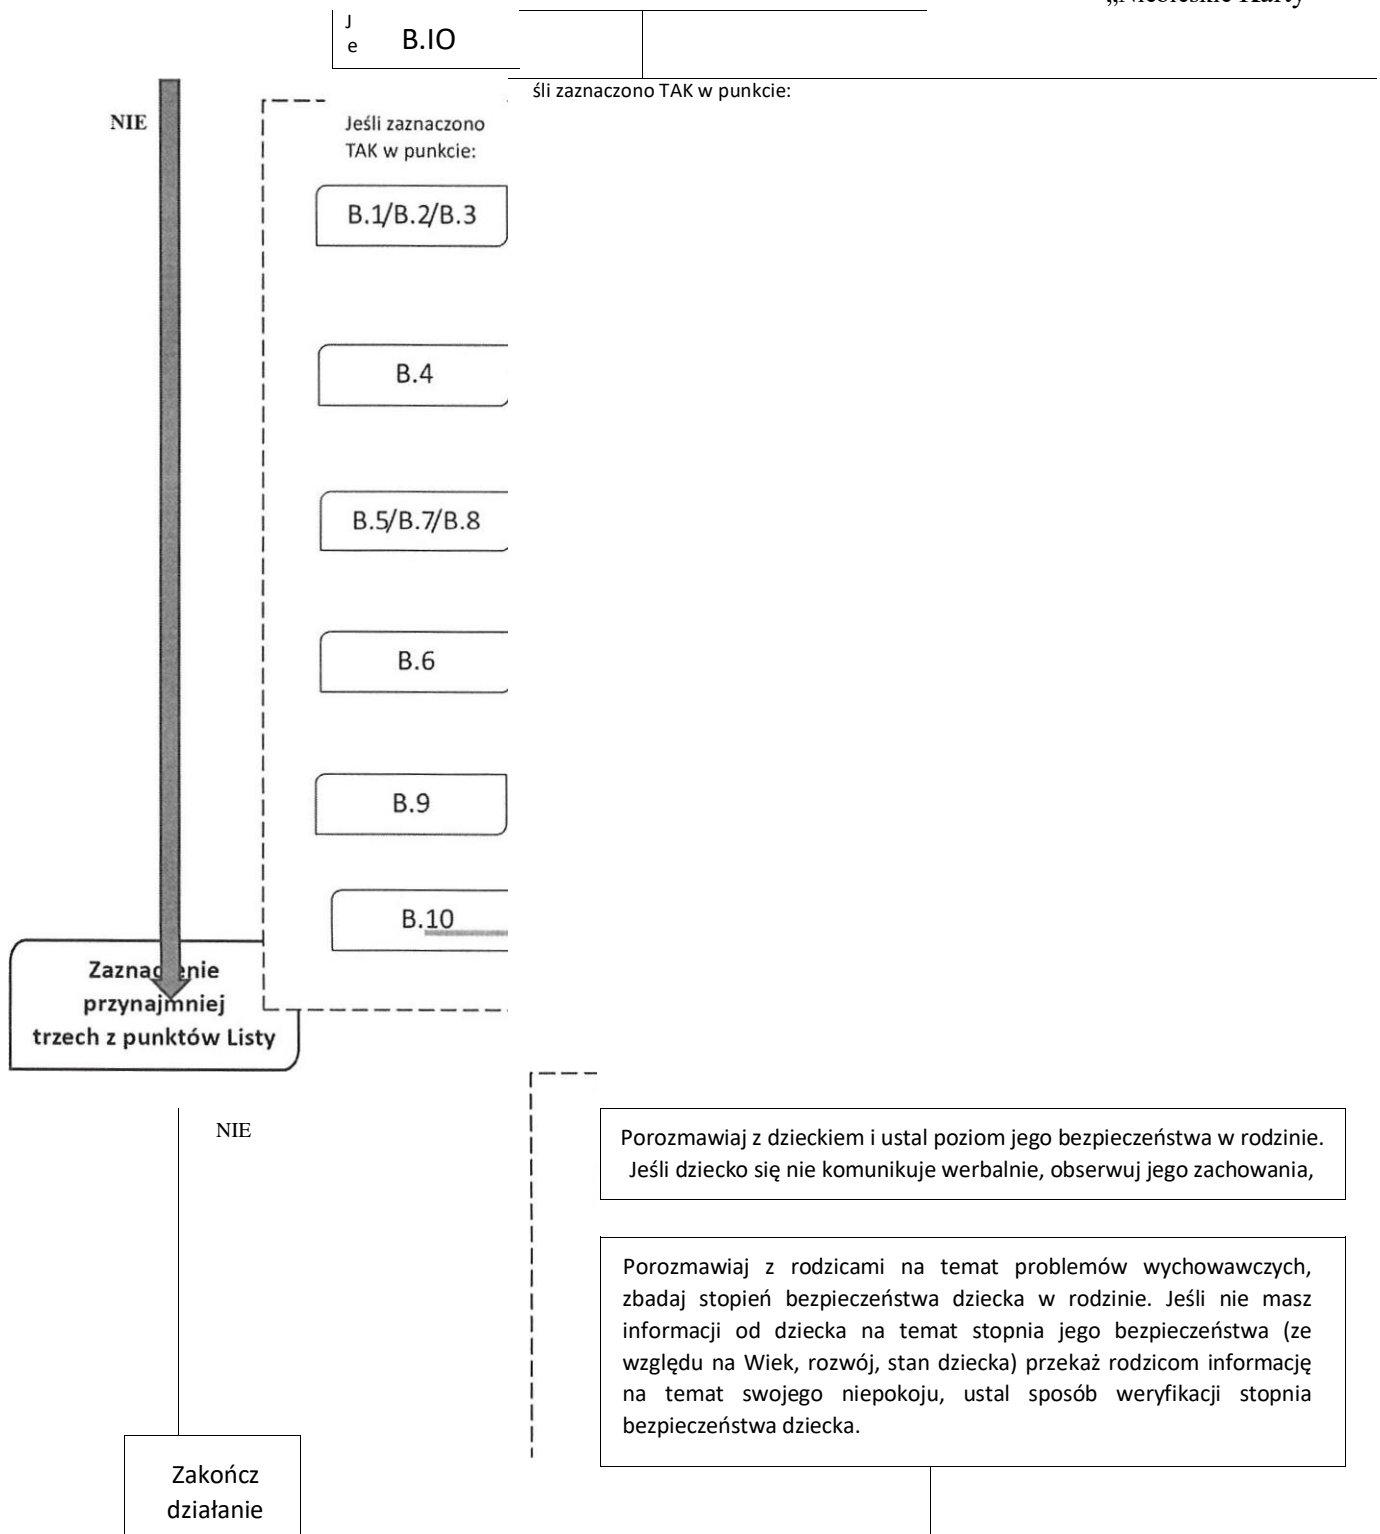 „Niebieskie Karty
J
e
B.IO
śli zaznaczono TAK w punkcie:
NIE
Jeśli zaznaczono
TAK w punkcie:
B.1/B.2/B.3
B.4
B.5/B.7/B.8
B.6
B.9
B.10
Zaznaczenie
przynajmniej
trzech z punktów Listy
NIE
Porozmawiaj z dzieckiem i ustal poziom jego bezpieczeństwa w rodzinie.
Jeśli dziecko się nie komunikuje werbalnie, obserwuj jego zachowania,
Porozmawiaj z rodzicami na temat problemów wychowawczych,
zbadaj stopień bezpieczeństwa dziecka w rodzinie. Jeśli nie masz
informacji od dziecka na temat stopnia jego bezpieczeństwa (ze
względu na Wiek, rozwój, stan dziecka) przekaż rodzicom informację
na temat swojego niepokoju, ustal sposób weryfikacji stopnia
bezpieczeństwa dziecka.
Zakończ
działanie